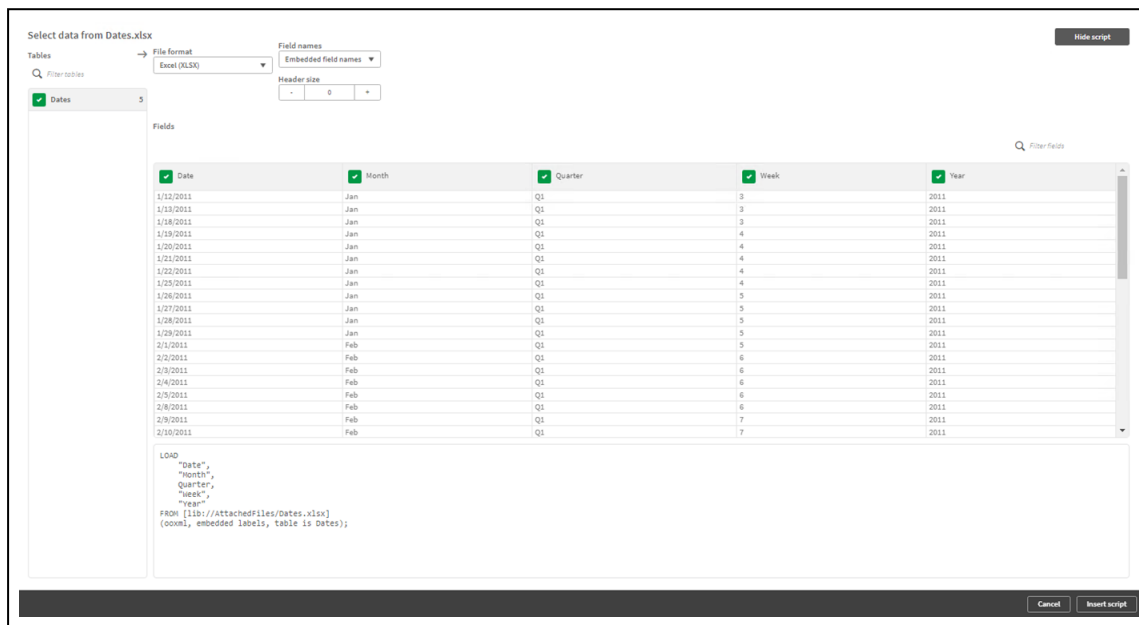 Select data from Dates.xlsx
Hide script
Tables
File format
Field names
Excel (XLSX)
Embedded field names
Filter tables
Header size
- 0 +
Dates 5
Fields
Filter fields
Date Month Quarter Week Year
1/12/2011 Jan Q1 3 2011
1/13/2011 Jan Q1 3 2011
1/18/2011 Jan Q1 3 2011
1/19/2011 Jan Q1 4 2011
1/20/2011 Jan Q1 4 2011
1/21/2011 Jan Q1 4 2011
1/22/2011 Jan Q1 4 2011
1/25/2011 Jan Q1 4 2011
1/26/2011 Jan Q1 5 2011
1/27/2011 Jan Q1 5 2011
1/28/2011 Jan Q1 5 2011
1/29/2011 Jan Q1 5 2011
2/1/2011 Feb Q1 5 2011
2/2/2011 Feb Q1 6 2011
2/3/2011 Feb Q1 6 2011
2/4/2011 Feb Q1 6 2011
2/5/2011 Feb Q1 6 2011
2/8/2011 Feb Q1 6 2011
2/9/2011 Feb Q1 7 2011
2/10/2011 Feb Q1 7 2011
LOAD
"Date",
"Month",
Quarter,
"Week",
"Year"
FROM [lib://AttachedFiles/Dates.xlsx]
(ooxml, embedded labels, table is Dates);
Cancel
Insert script